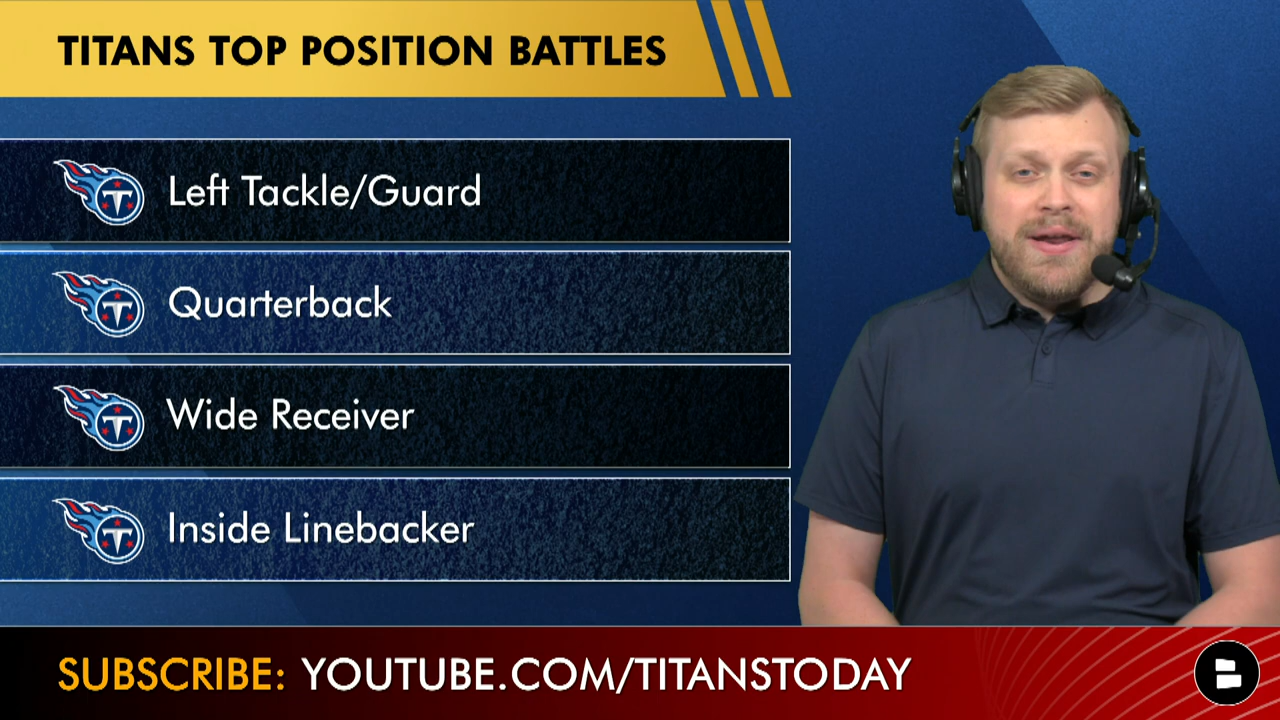 TITANS TOP POSITION BATTLES
Left Tackle/Guard
Quarterback
Wide Receiver
Inside Linebacker
SUBSCRIBE: YOUTUBE.COM/TITANSTODAY